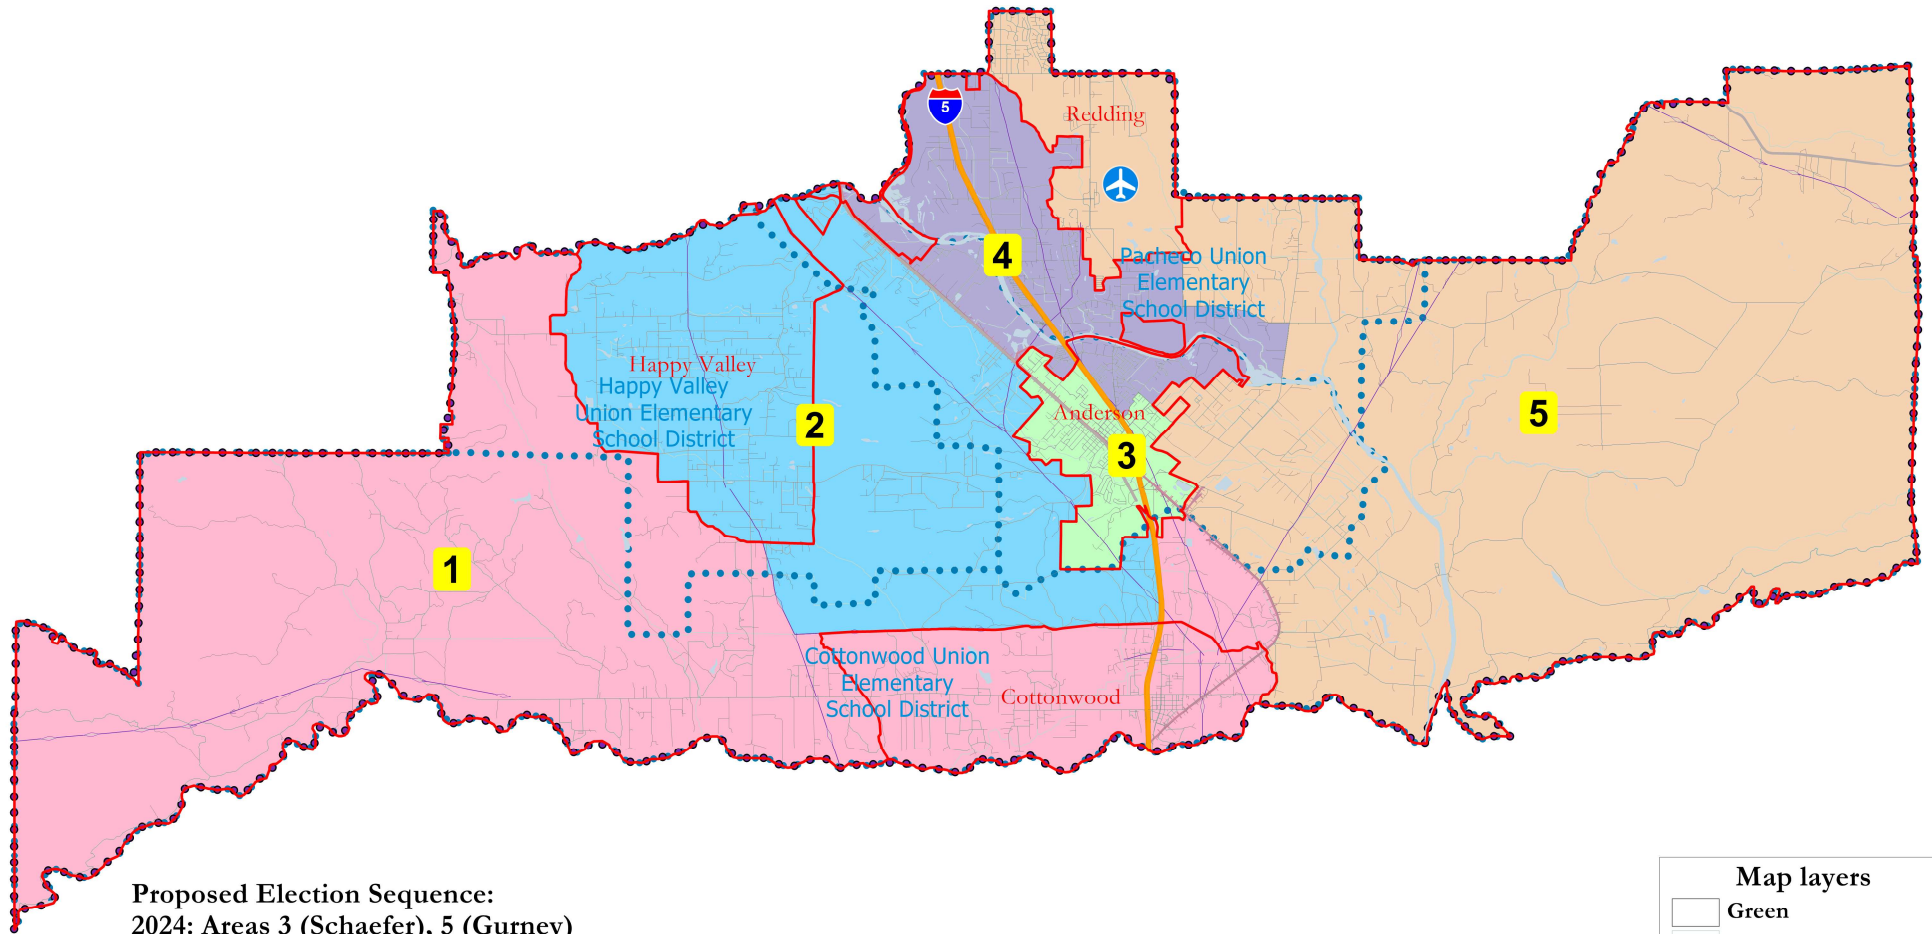 5
Redding
4
Pacheco Union
Elementary
School District
Happy Valley
Happy Valley
Union Elementary
School District
2
Anderson
3
5
1
Cottonwood Union
Elementary
School District
Cottonwood
Proposed Election Sequence:
2024: Areas 3 (Schaefer), 5 (Gurney)
Map layers
Green